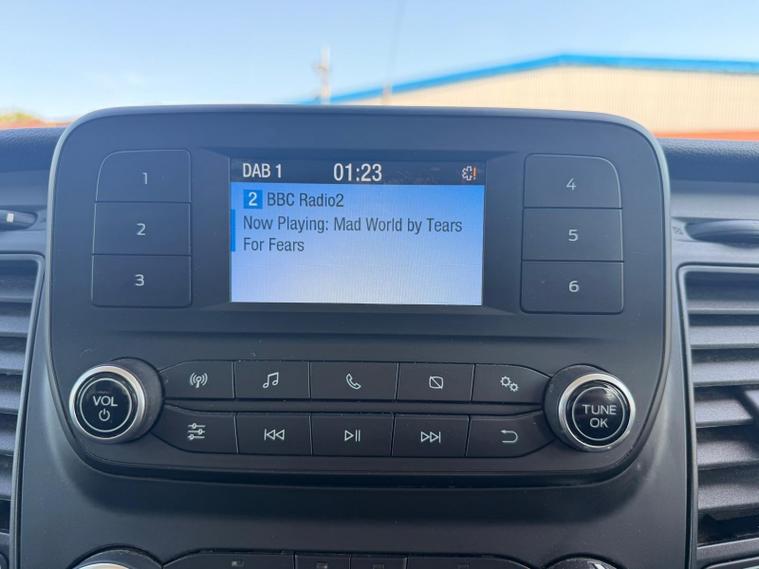 DAB 1 01:23
2 BBC Radio2
Now Playing: Mad World by Tears
For Fears
1
2
3
4
5
6
VOL
TUNE
OK